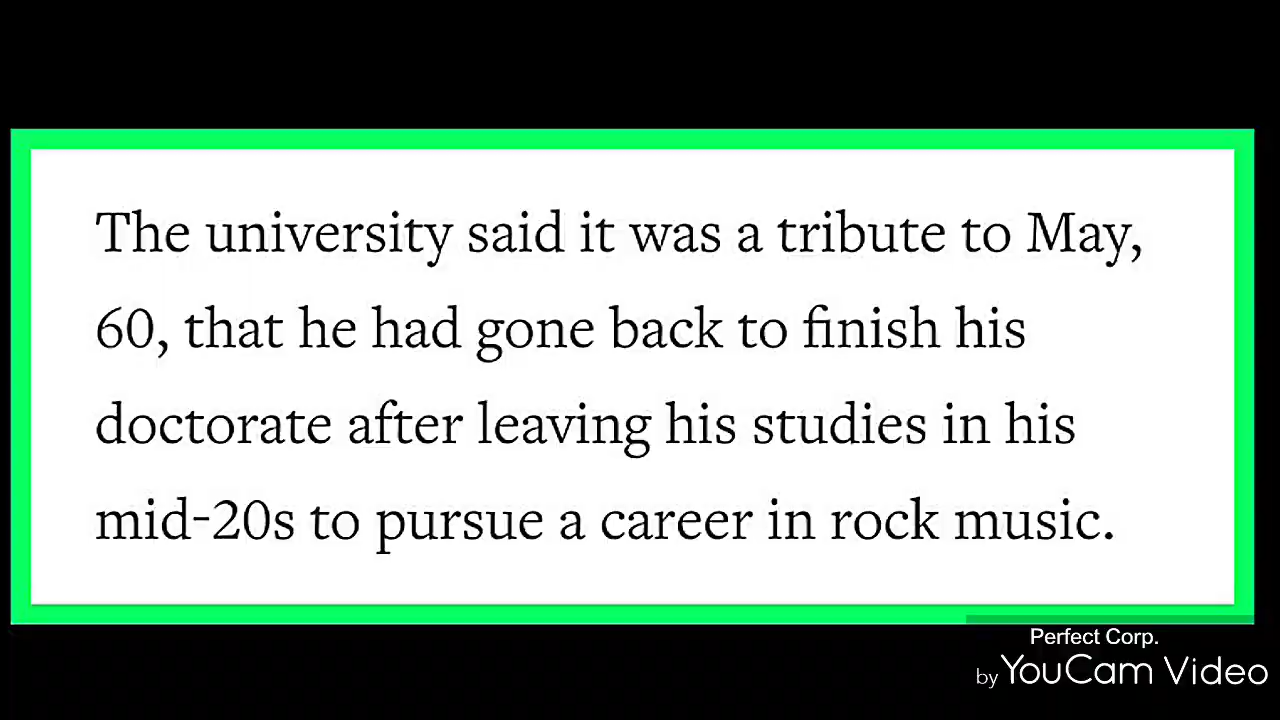 The university said it was a tribute to May,
60, that he had gone back to finish his
doctorate after leaving his studies in his
mid-20s to pursue a career in rock music.
Perfect Corp.
by YouCam Video